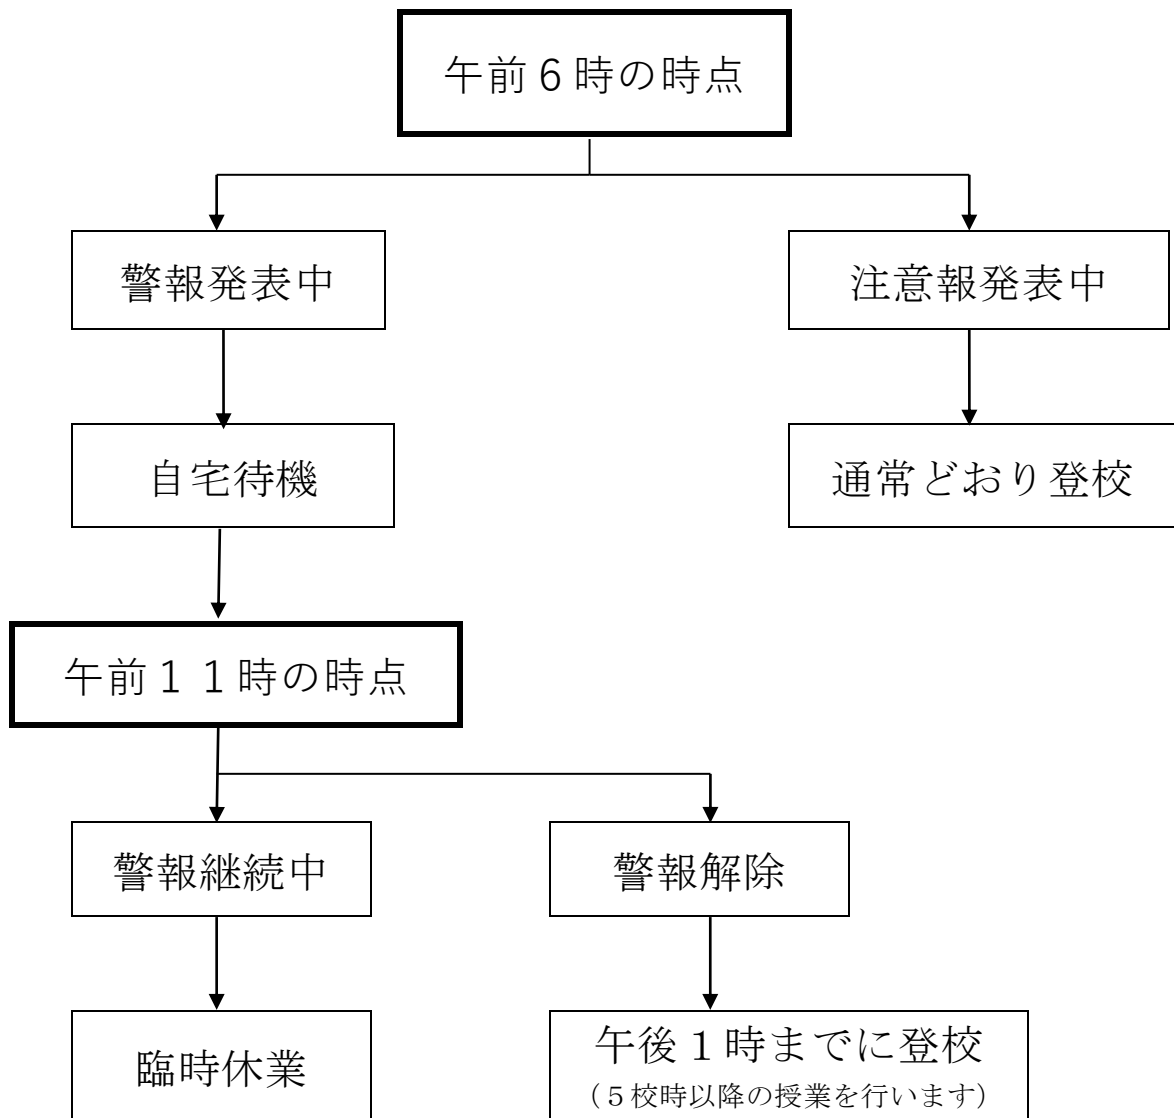 午前６時の時点
警報発表中
注意報発表中
自宅待機
通常どおり登校
午前１１時の時点
警報継続中
警報解除
臨時休業
午後１時までに登校
（５校時以降の授業を行います）